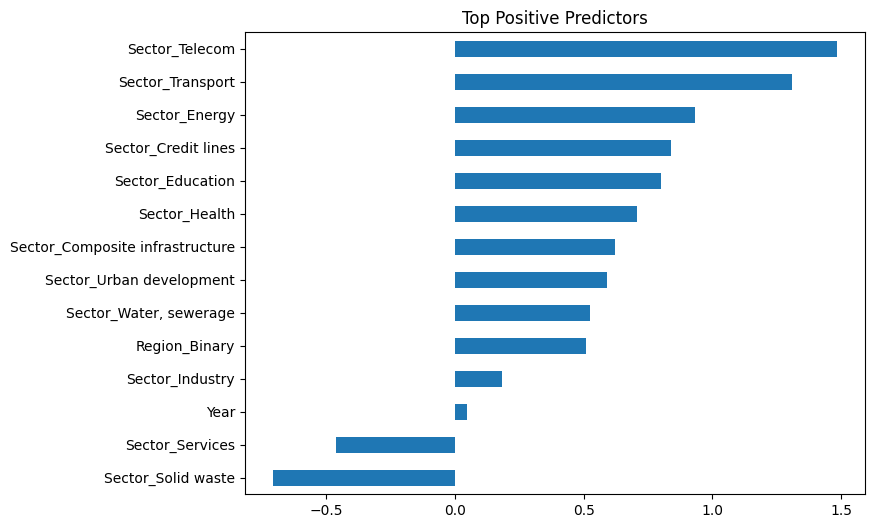 Top Positive Predictors
Sector_Telecom
Sector_Transport
Sector_Energy
Sector_Credit lines
Sector_Education
Sector_Health
Sector_Composite infrastructure
Sector_Urban development
Sector_Water, sewerage
Region_Binary
Sector_Industry
Year
Sector_Services
Sector_Solid waste
−0.5 0.0 0.5 1.0 1.5